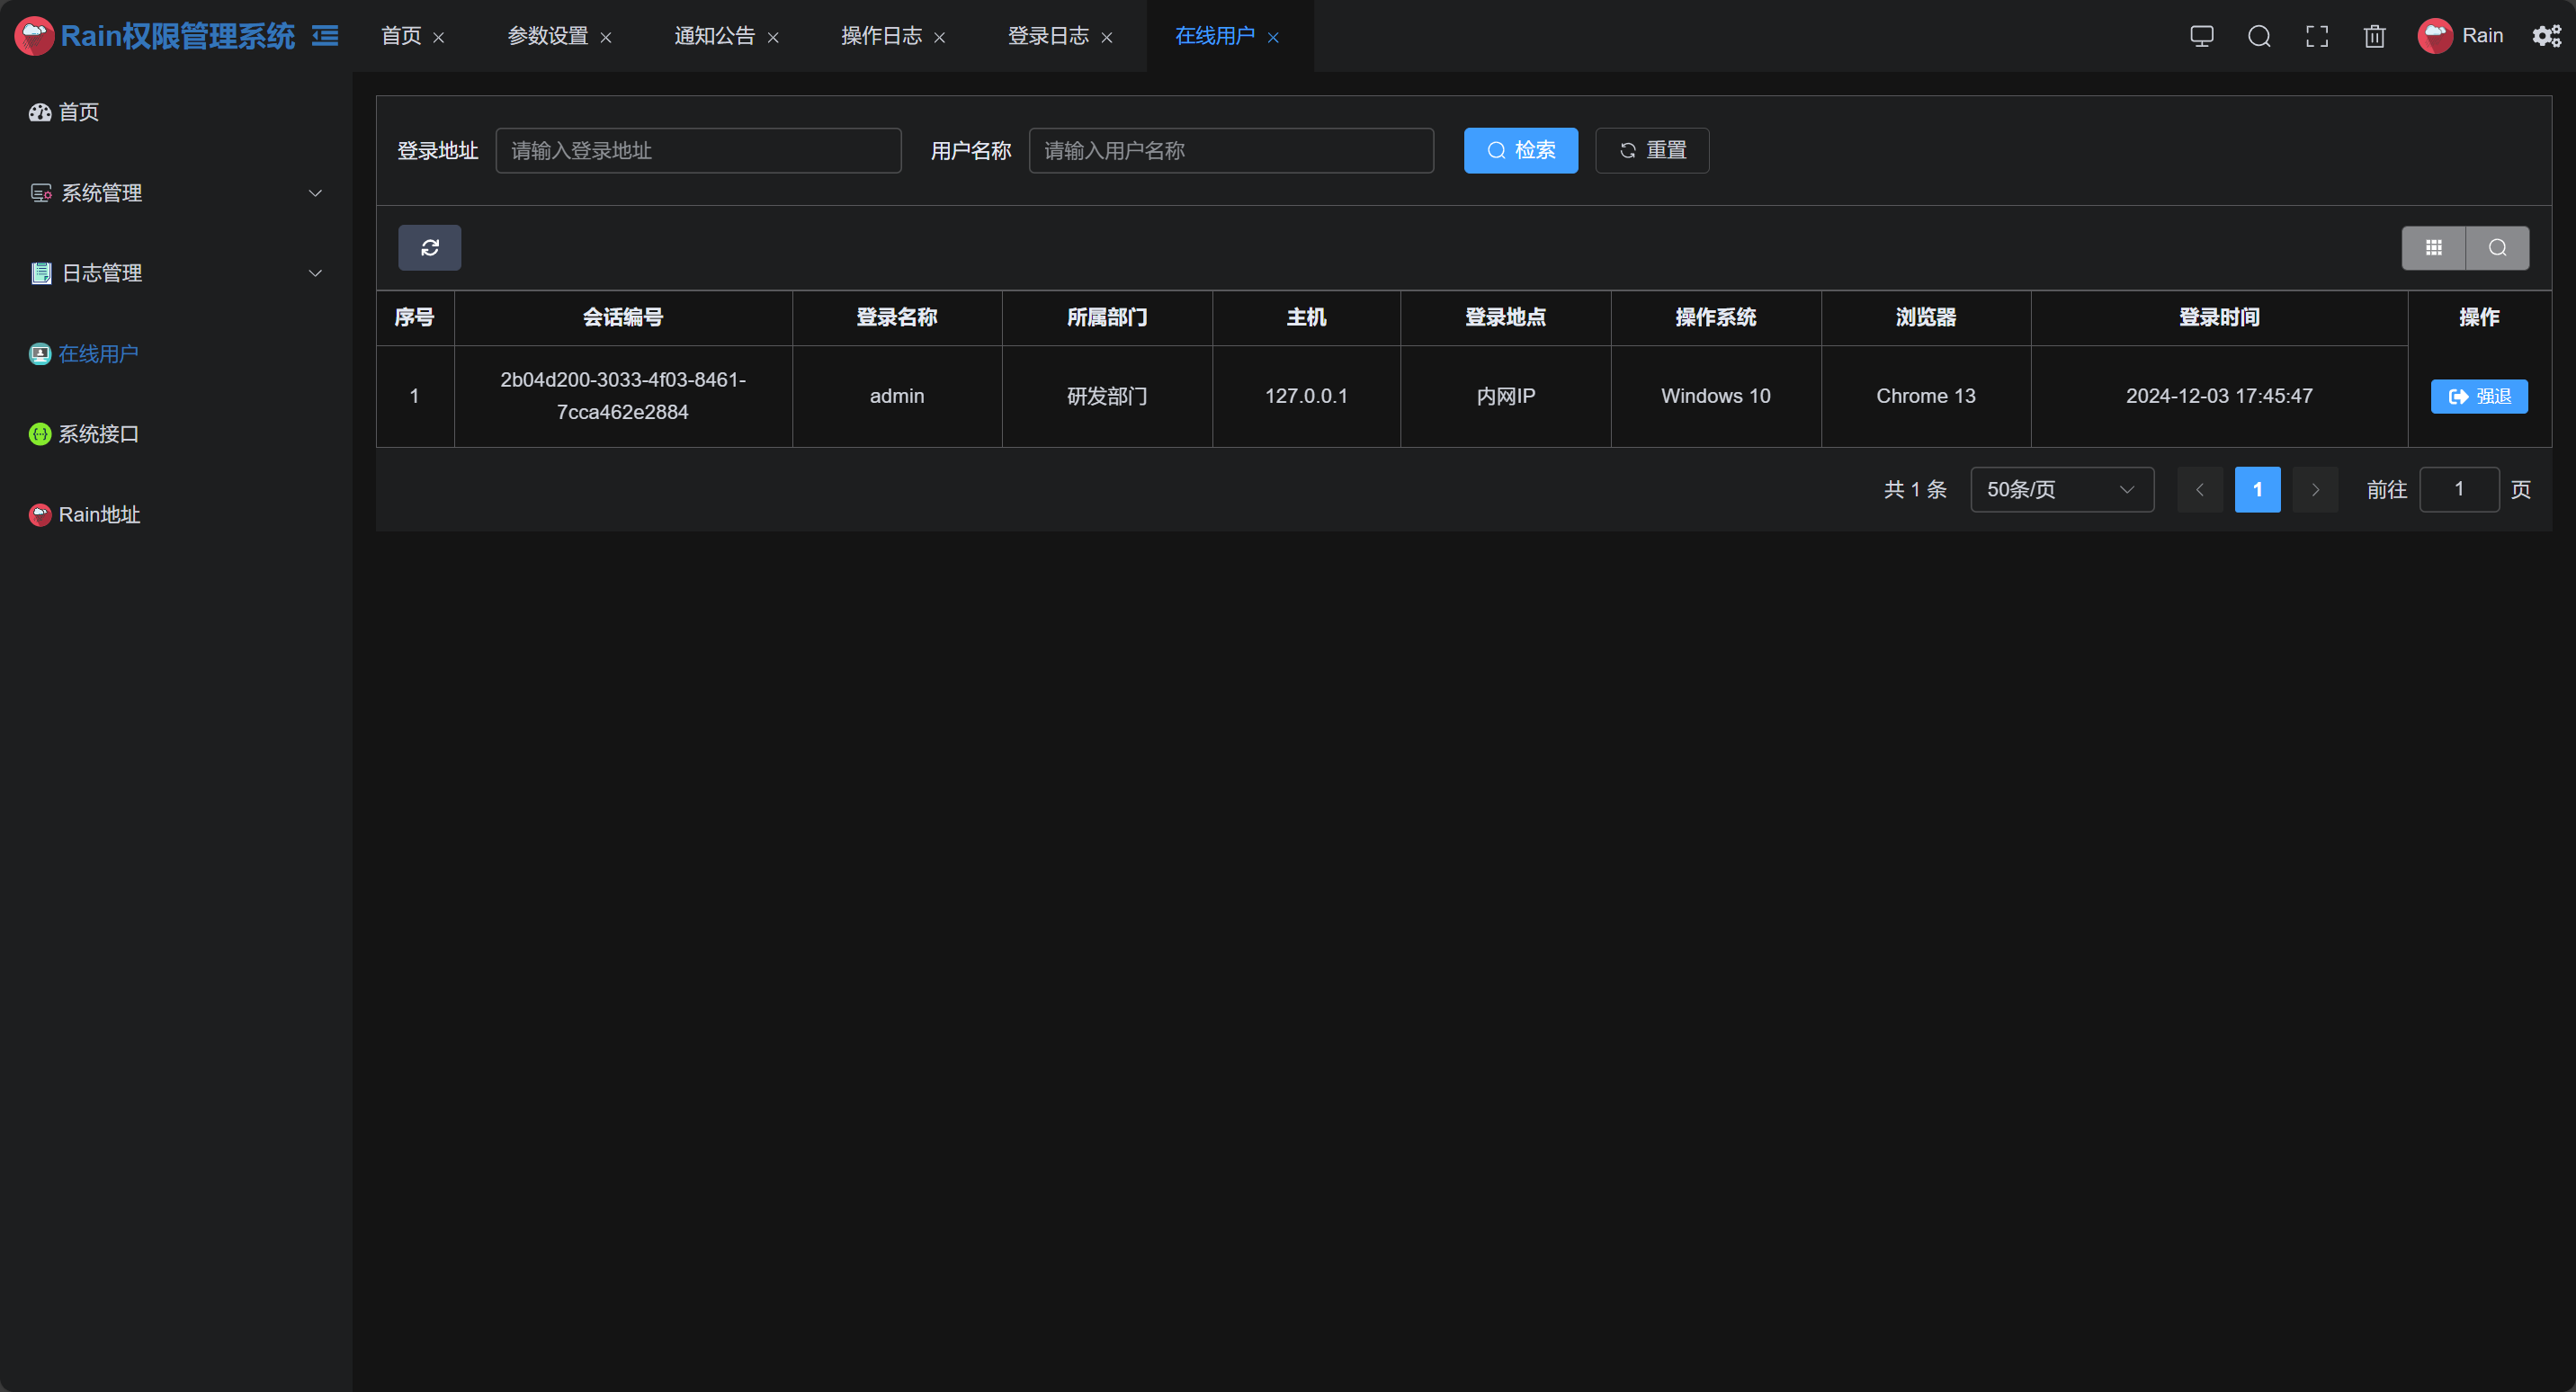 Rain权限管理系统
首页
参数设置
通知公告
操作日志
登录日志
在线用户
Rain
首页
系统管理
日志管理
在线用户
系统接口
Rain地址
登录地址 请输入登录地址 用户名称 请输入用户名称 检索 重置
序号 会话编号 登录名称 所属部门 主机 登录地点 操作系统 浏览器 登录时间 操作
1 2b04d200-3033-4f03-8461-7cca462e2884 admin 研发部门 127.0.0.1 内网IP Windows 10 Chrome 13 2024-12-03 17:45:47 强退
共 1 条 50条/页 1 前往 1 页